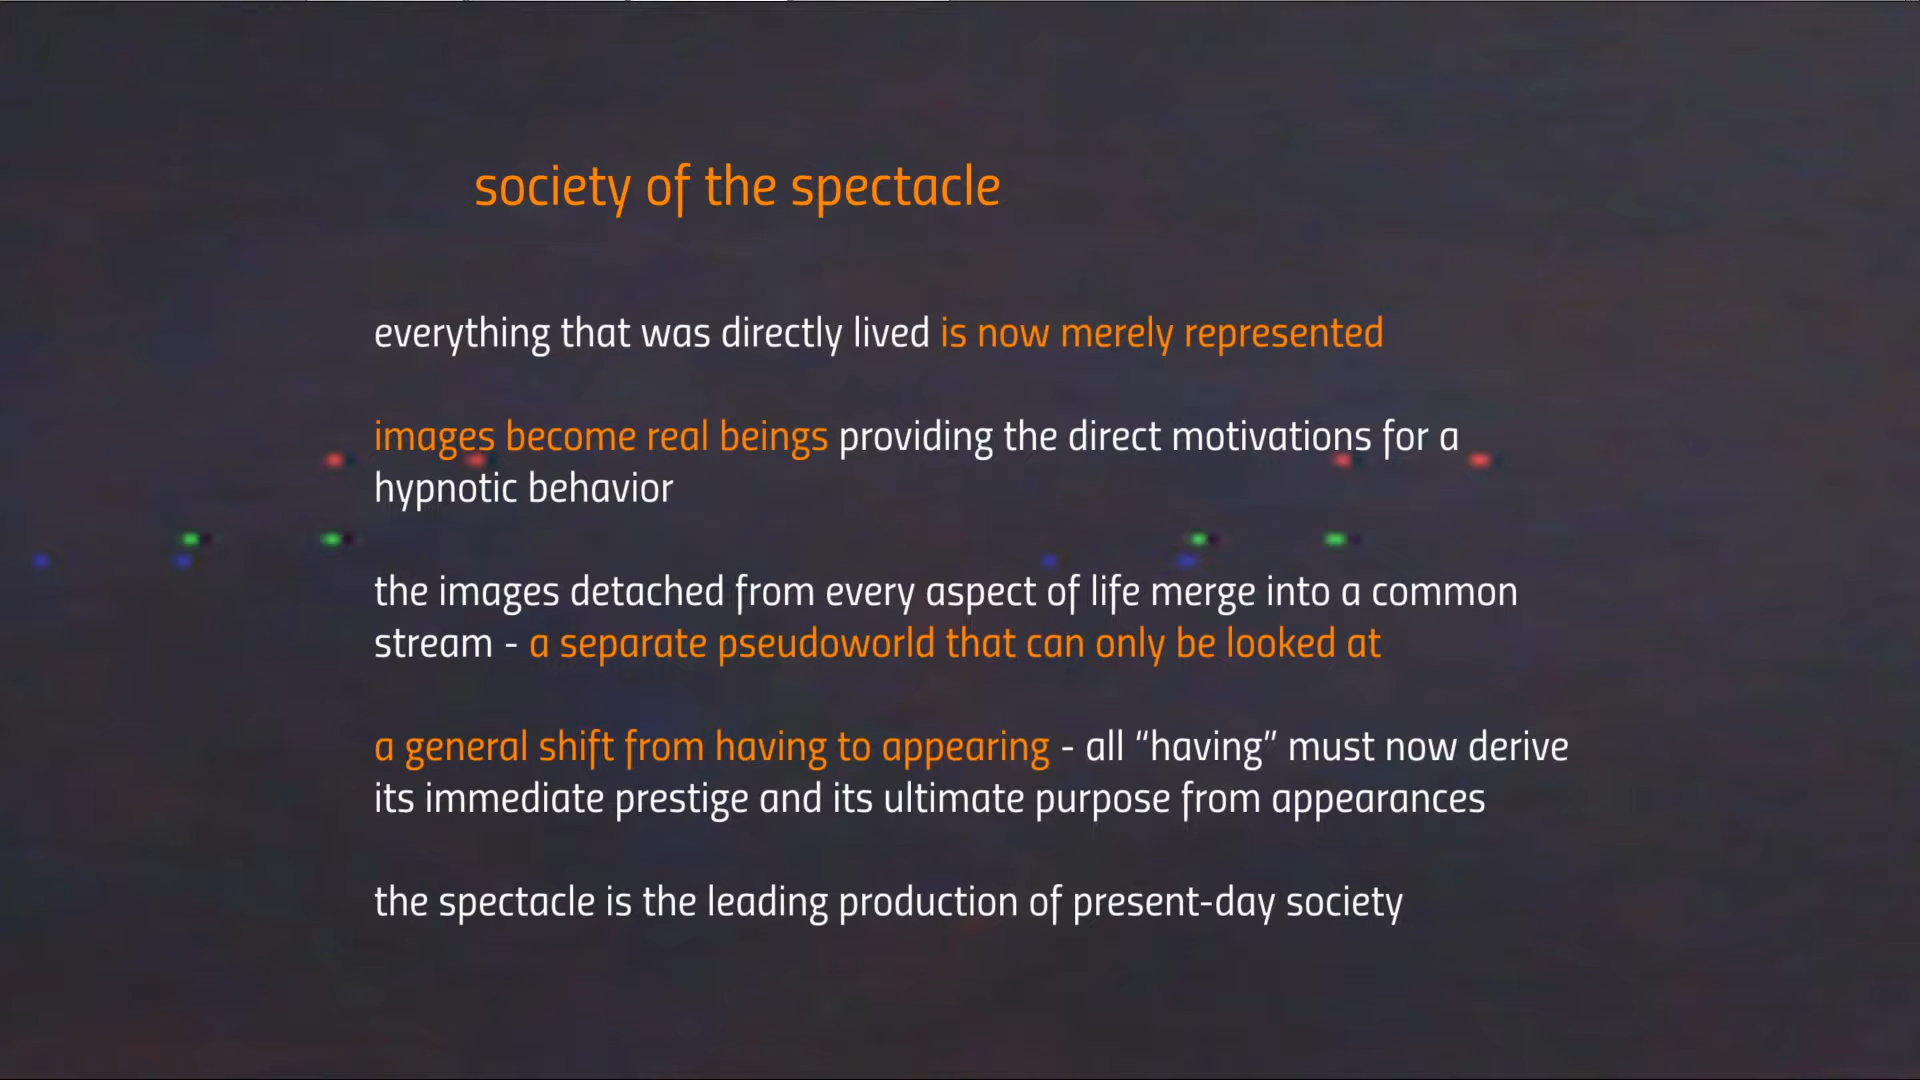 society of the spectacle
everything that was directly lived is now merely represented
images become real beings providing the direct motivations for a
hypnotic behavior
the images detached from every aspect of life merge into a common
stream - a separate pseudoworld that can only be looked at
a general shift from having to appearing - all “having” must now derive
its immediate prestige and its ultimate purpose from appearances
the spectacle is the leading production of present-day society